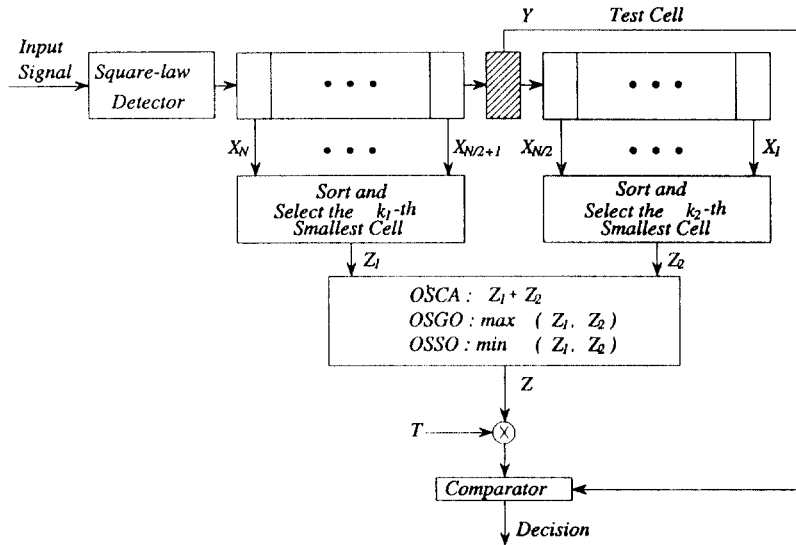 Y Test Cell
Input
Signal
Square-law
Detector
• • • • • •
X_N • • • X_{N/2+1} X_{N/2} • • • X_1
Sort and
Select the k_1-th
Smallest Cell
Sort and
Select the k_2-th
Smallest Cell
Z_1 Z_2
OSCA : Z_1 + Z_2
OSGO : max ( Z_1, Z_2 )
OSSO : min ( Z_1, Z_2 )
Z
T X
Comparator
Decision